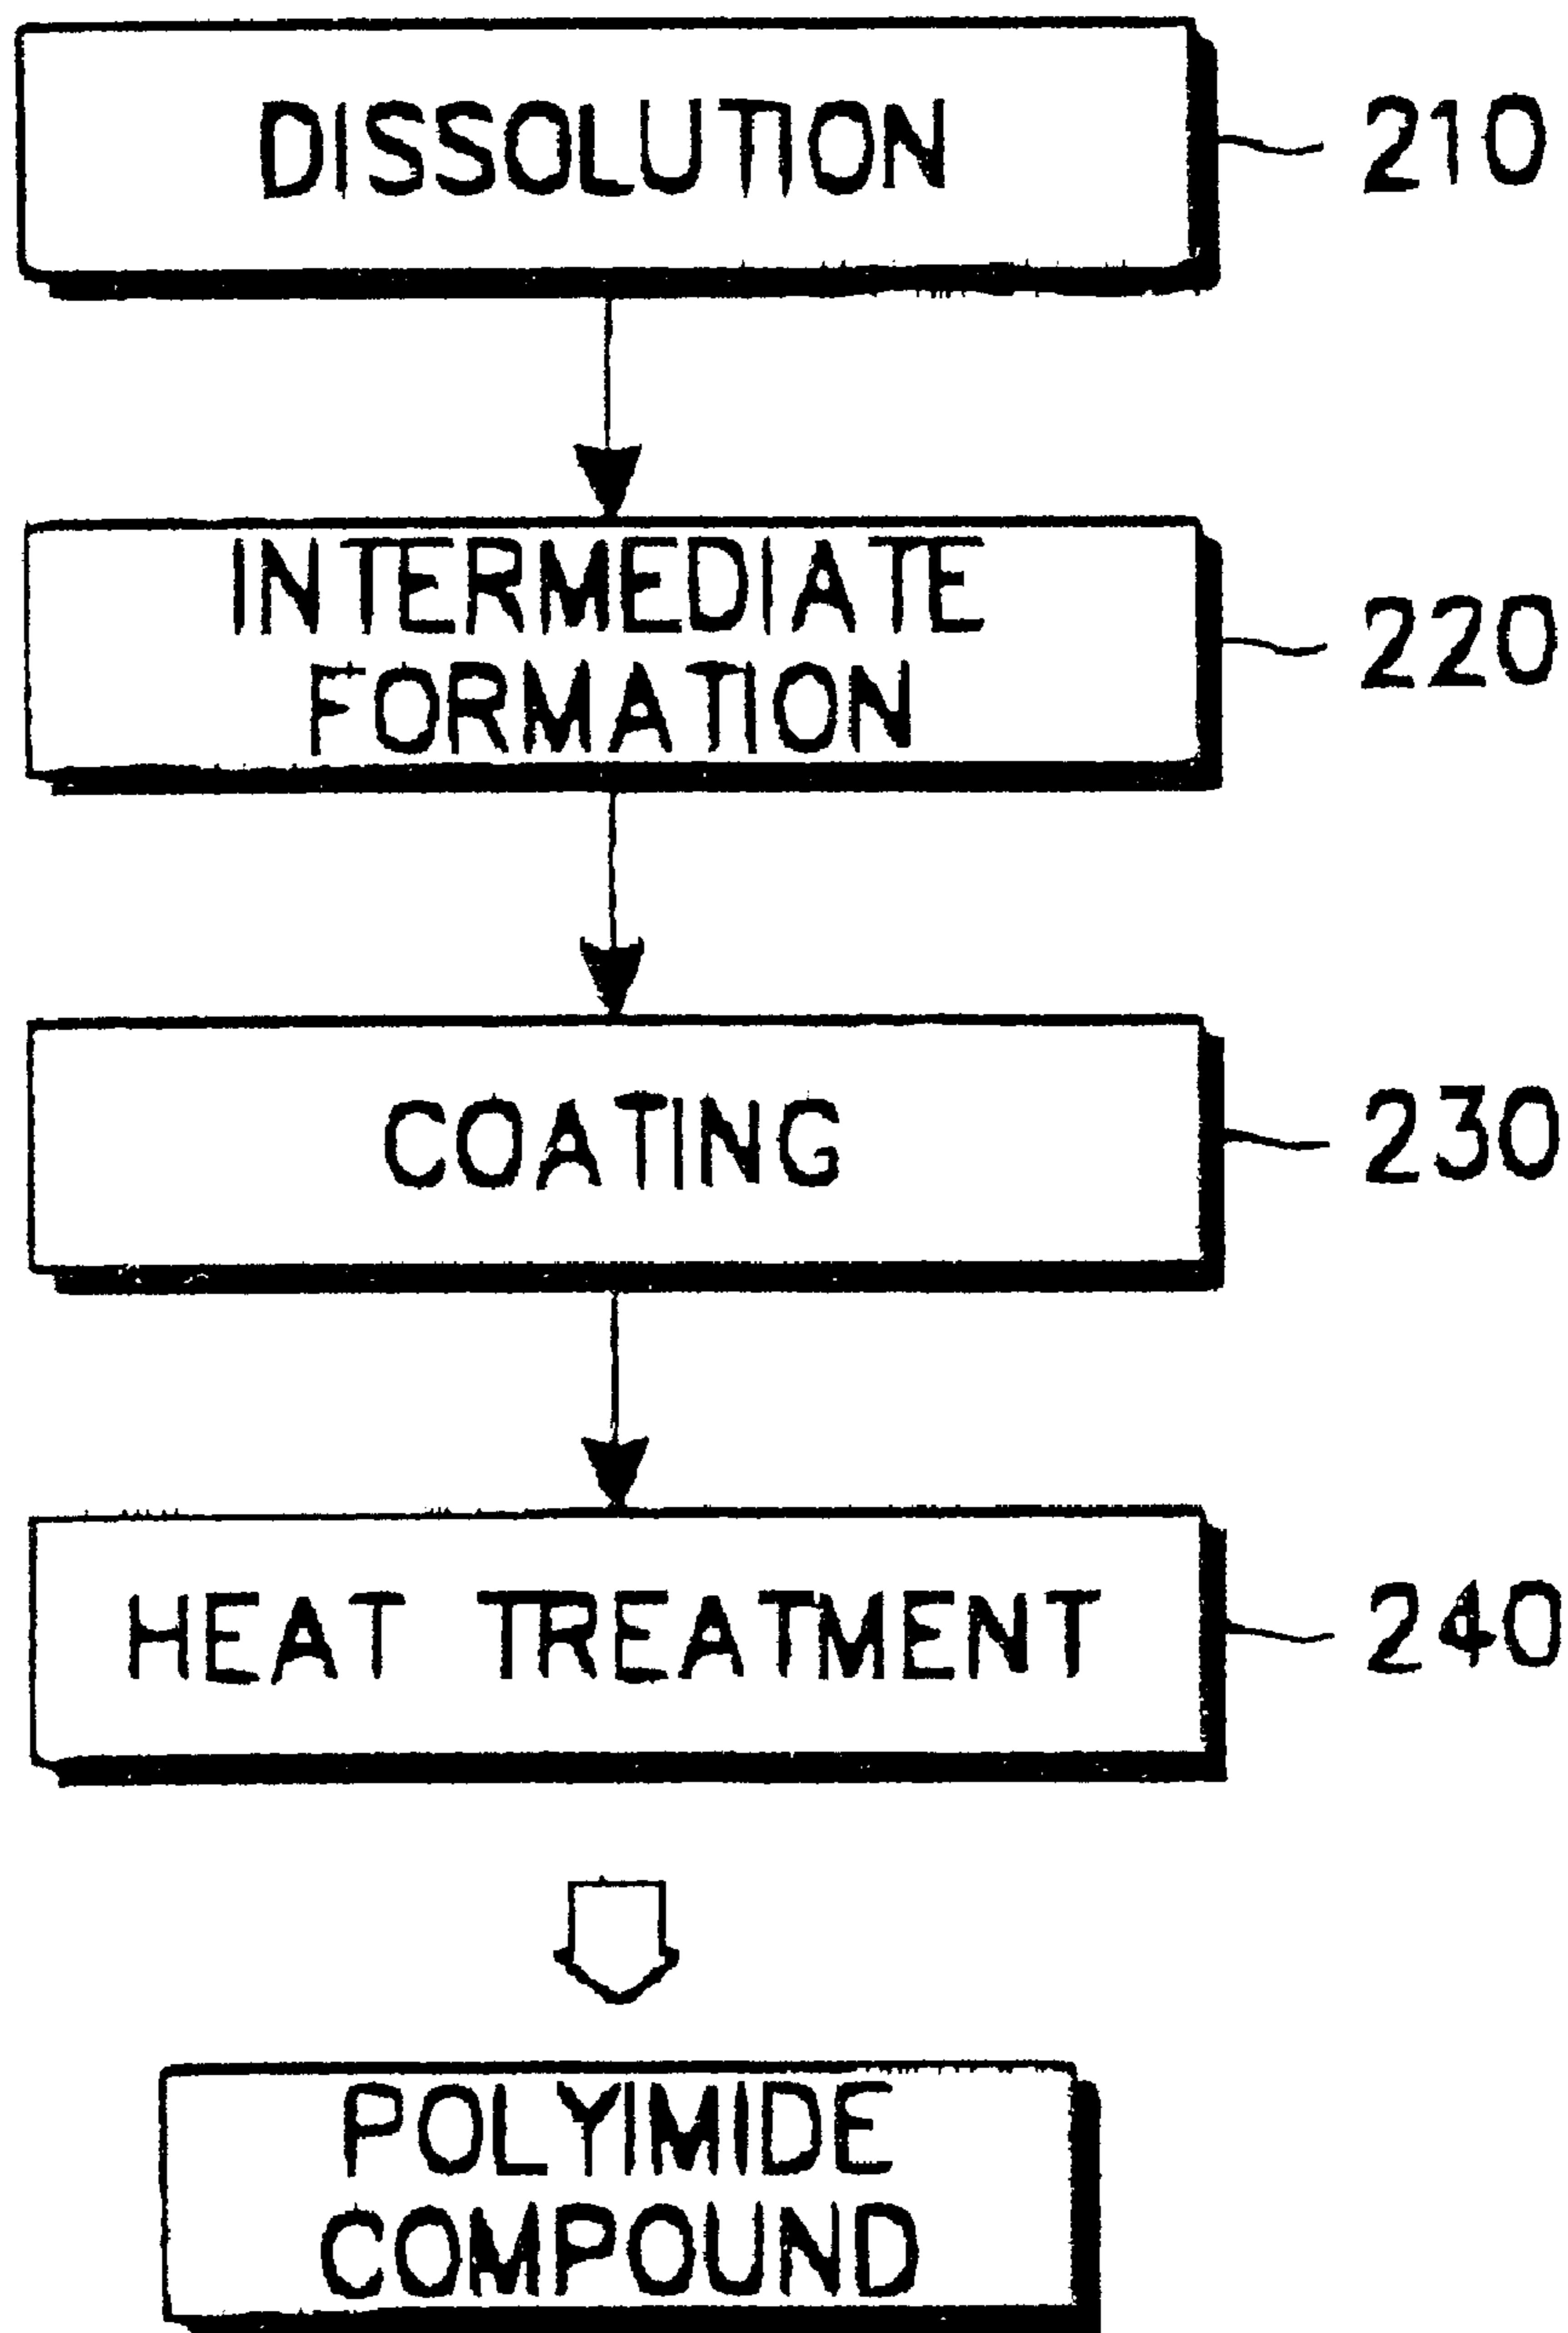 DISSOLUTION
210
INTERMEDIATE
FORMATION
220
COATING
230
HEAT TREATMENT
240
POLYIMIDE
COMPOUND